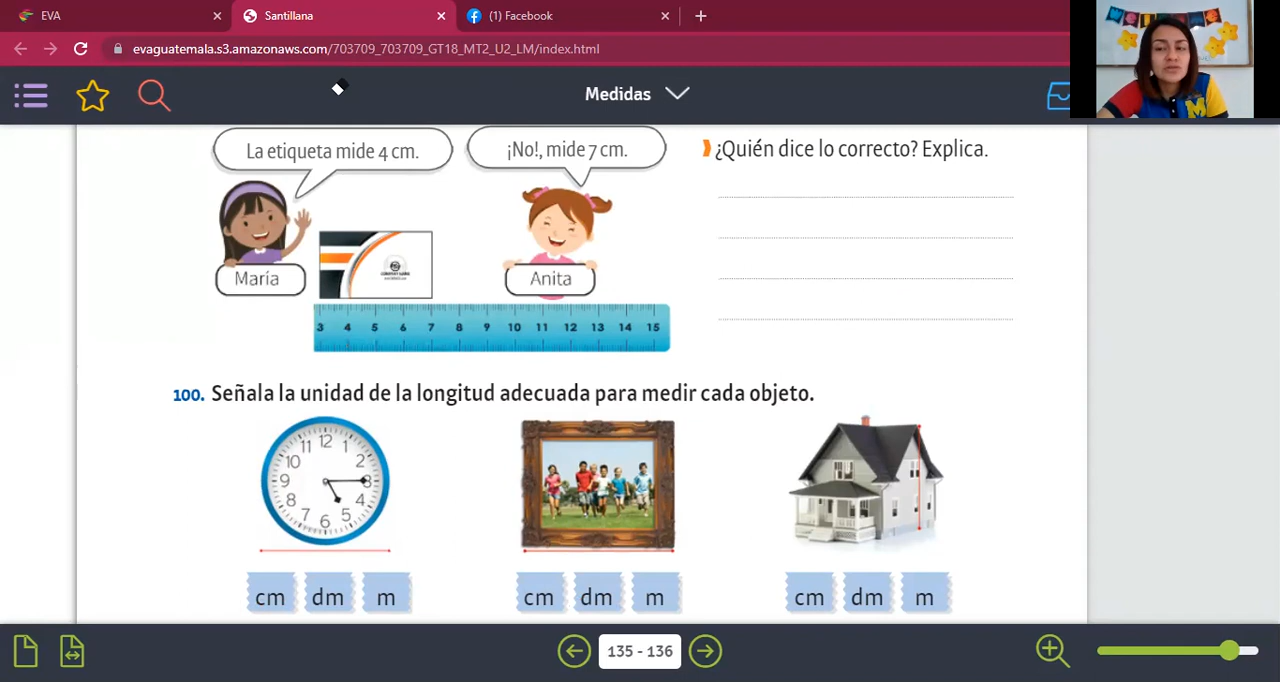 EVA
Santillana
(1) Facebook
evaguatemala.s3.amazonaws.com/703709_703709_GT18_MT2_U2_LM/index.html
Medidas
La etiqueta mide 4 cm.
¡No!, mide 7 cm.
¿Quién dice lo correcto? Explica.
María
Anita
3 4 5 6 7 8 9 10 11 12 13 14 15
100. Señala la unidad de la longitud adecuada para medir cada objeto.
12 1 2 3 4 5 6 7 8 9 10 11
cm dm m
cm dm m
cm dm m
135 - 136